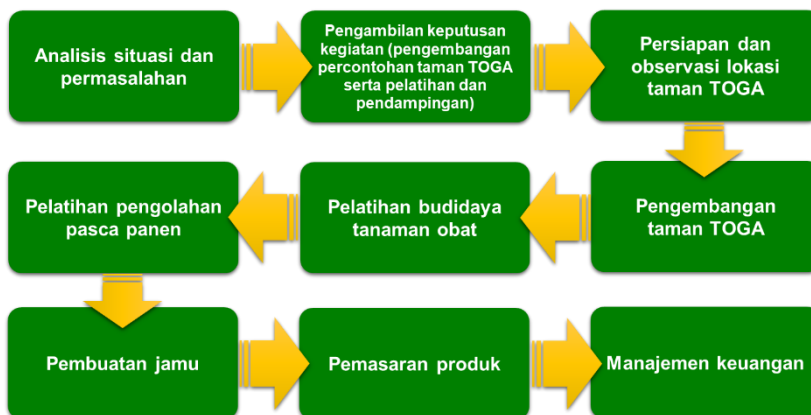 Analisis situasi dan
permasalahan
Pengambilan keputusan
kegiatan (pengembangan
percontohan taman TOGA
serta pelatihan dan
pendampingan)
Persiapan dan
observasi lokasi
taman TOGA
Pengembangan
taman TOGA
Pelatihan budidaya
tanaman obat
Pelatihan pengolahan
pasca panen
Pembuatan jamu
Pemasaran produk
Manajemen keuangan